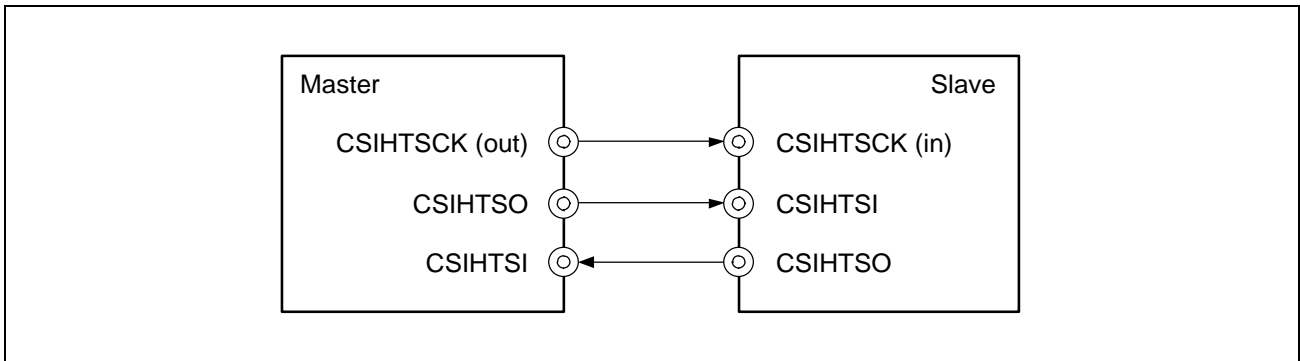 Master
Slave
CSIHTSCK (out)
CSIHTSCK (in)
CSIHTSO
CSIHTSI
CSIHTSI
CSIHTSO